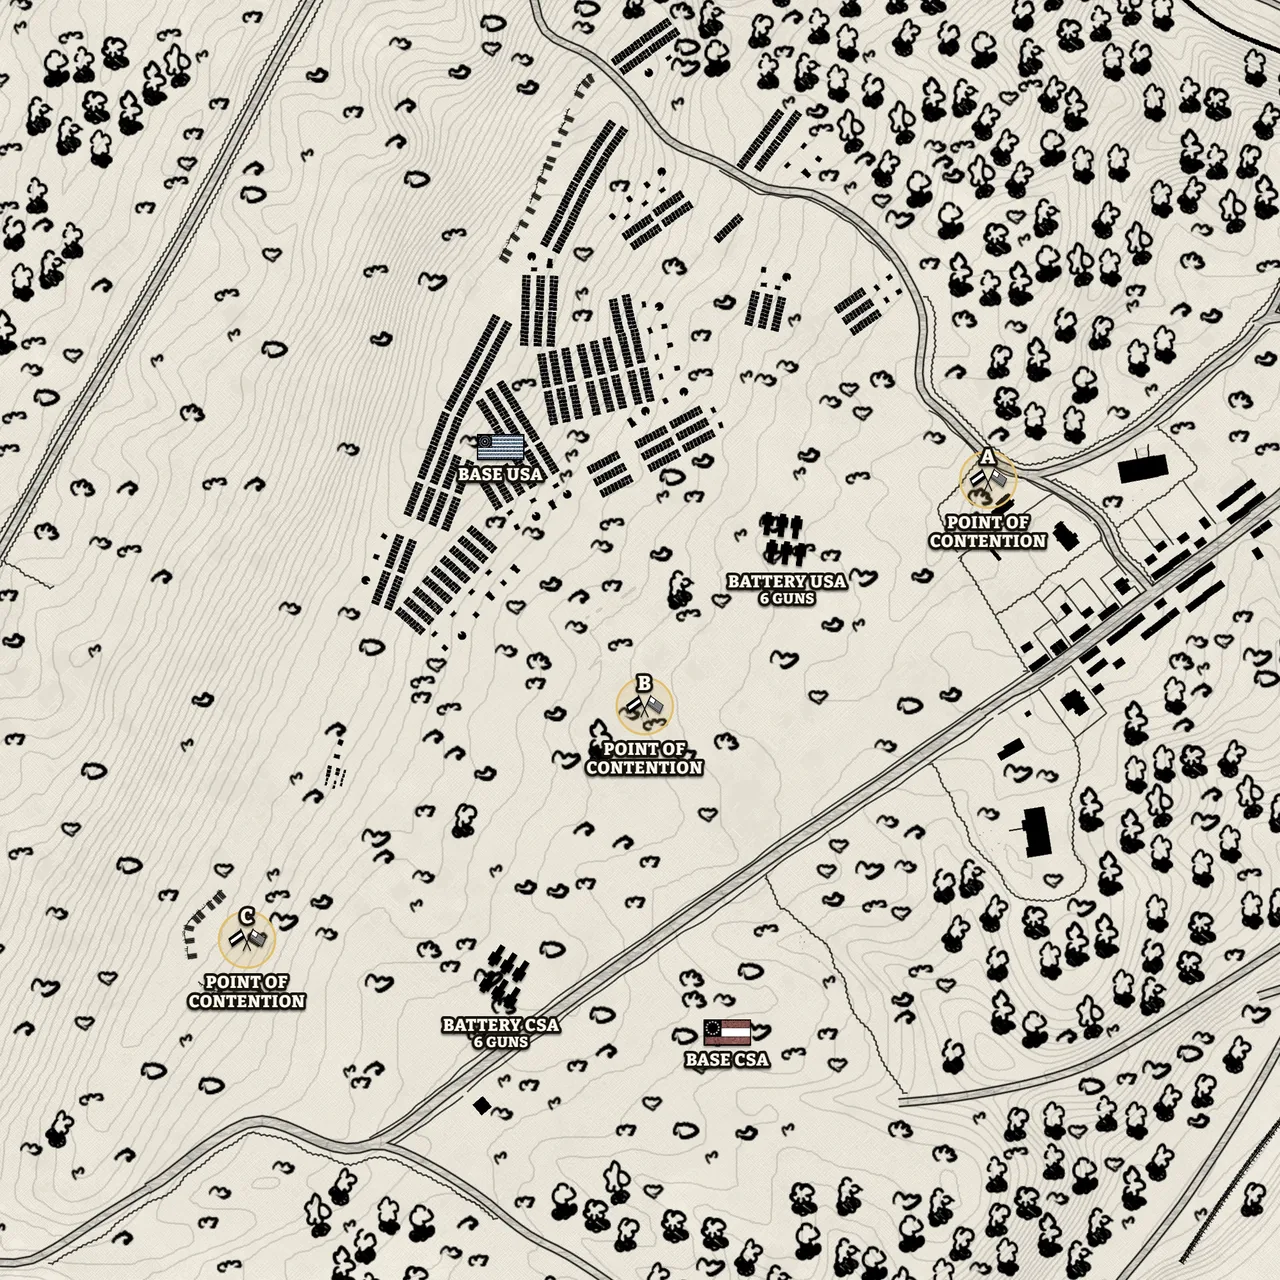 BASE USA
A
POINT OF
CONTENTION
BATTERY USA
6 GUNS
B
POINT OF
CONTENTION
C
POINT OF
CONTENTION
BATTERY CSA
6 GUNS
BASE CSA